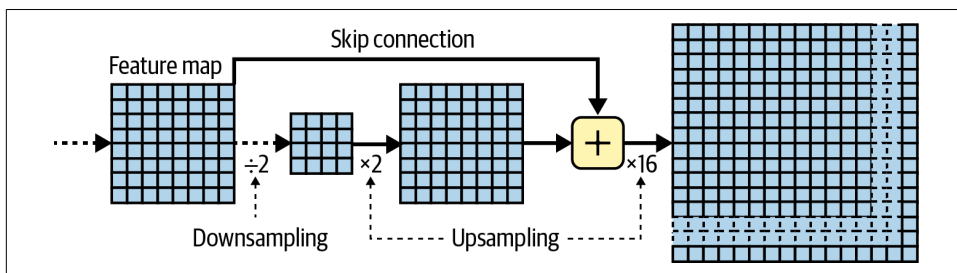 Skip connection
Feature map
+
÷2
×2
×16
Downsampling
Upsampling